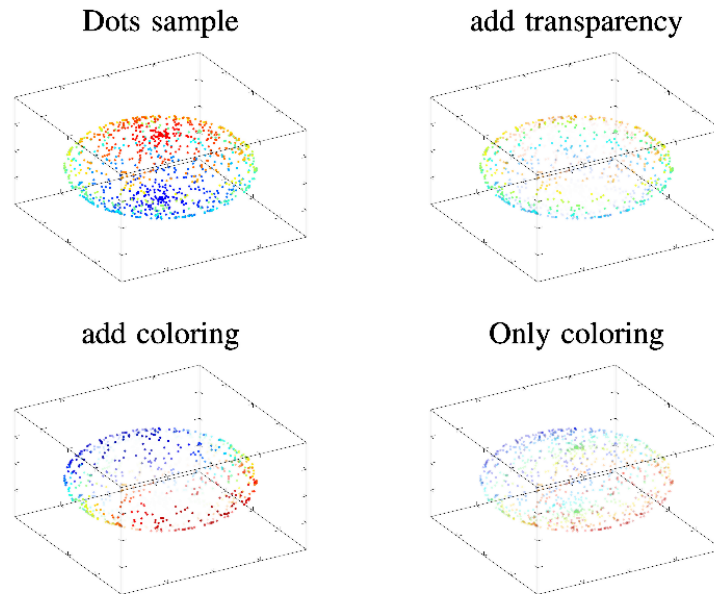 Dots sample
add transparency
add coloring
Only coloring